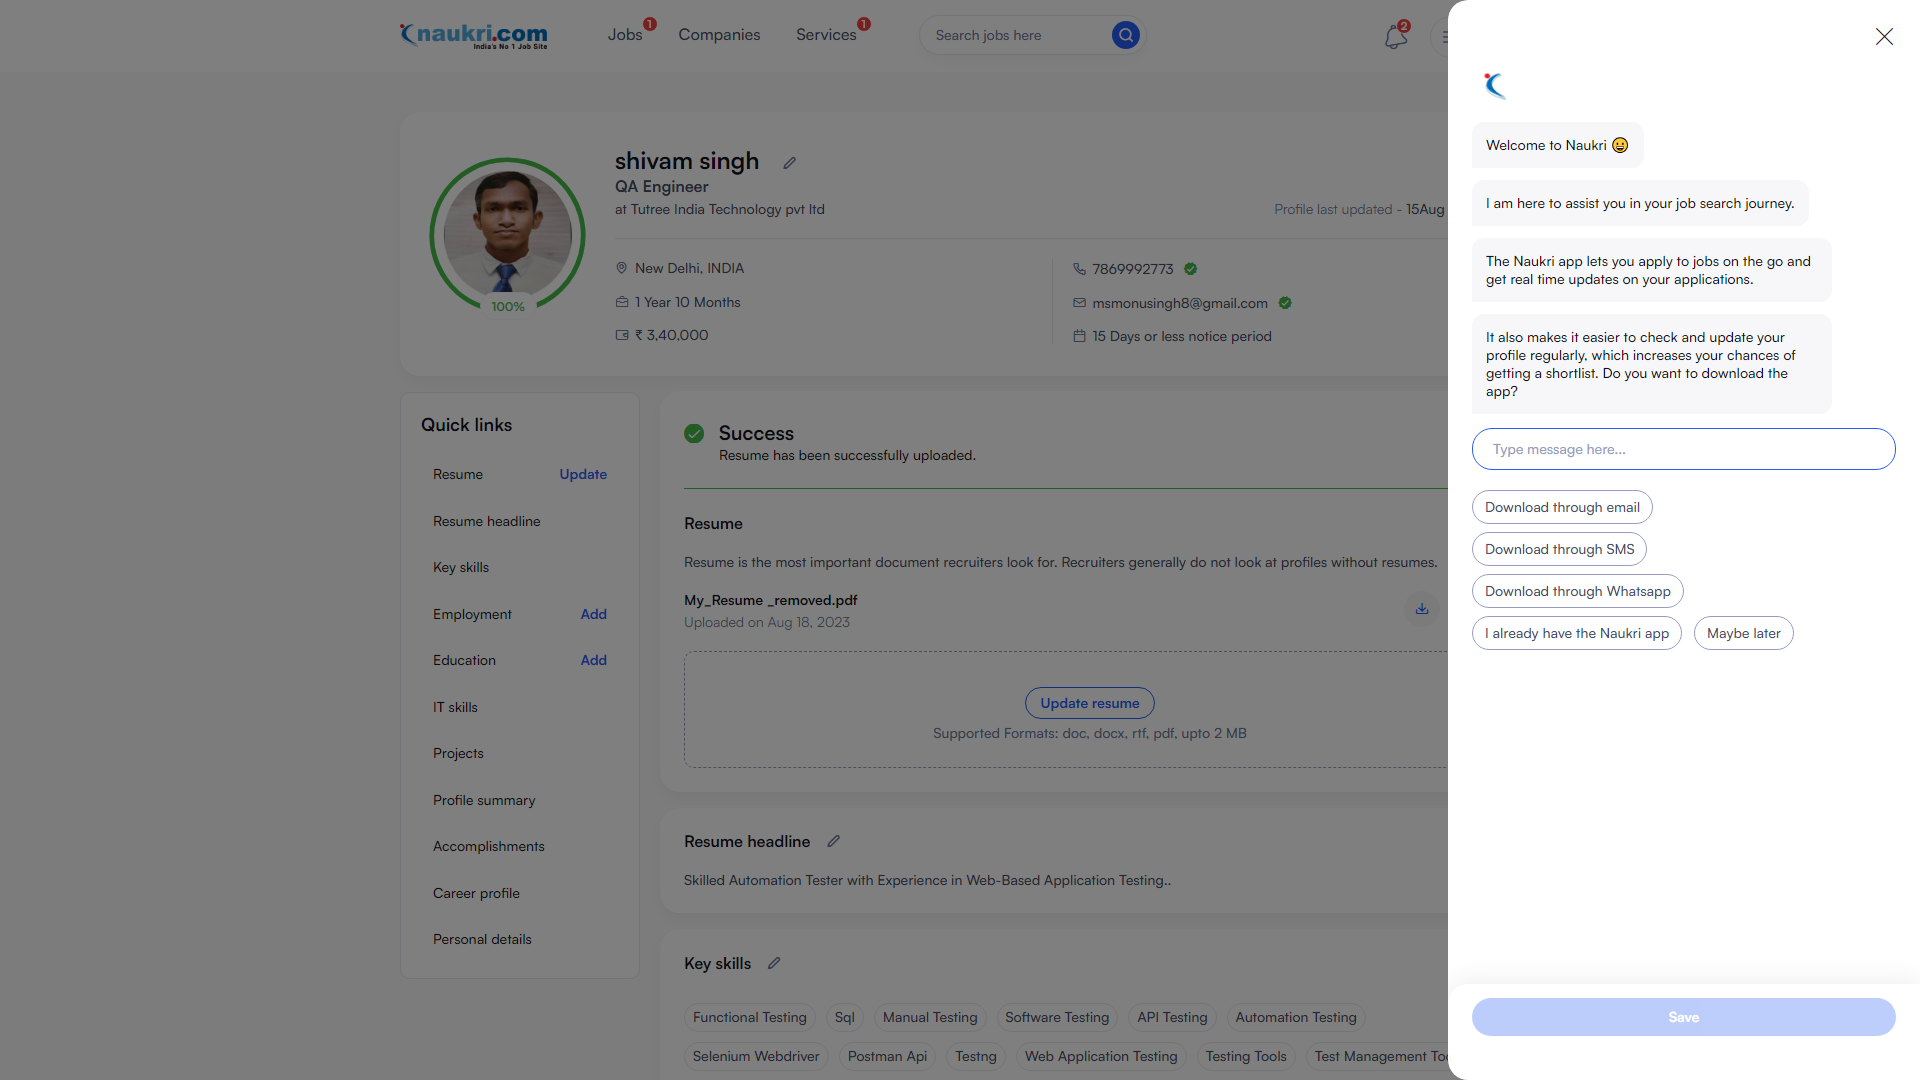 naukri.com
India's No 1 Job Site
Jobs 1
Companies
Services 1
Search jobs here
2
shivam singh
QA Engineer
at Tutree India Technology pvt ltd
Profile last updated - 15Aug
100%
New Delhi, INDIA
1 Year 10 Months
₹ 3,40,000
7869992773
msmonusingh8@gmail.com
15 Days or less notice period
Quick links
Resume Update
Resume headline
Key skills
Employment Add
Education Add
IT skills
Projects
Profile summary
Accomplishments
Career profile
Personal details
Success
Resume has been successfully uploaded.
Resume
Resume is the most important document recruiters look for. Recruiters generally do not look at profiles without resumes.
My_Resume _removed.pdf
Uploaded on Aug 18, 2023
Update resume
Supported Formats: doc, docx, rtf, pdf, upto 2 MB
Resume headline
Skilled Automation Tester with Experience in Web-Based Application Testing..
Key skills
Functional Testing Sql Manual Testing Software Testing API Testing Automation Testing
Selenium Webdriver Postman Api Testng Web Application Testing Testing Tools Test Management
Welcome to Naukri 😀
I am here to assist you in your job search journey.
The Naukri app lets you apply to jobs on the go and
get real time updates on your applications.
It also makes it easier to check and update your
profile regularly, which increases your chances of
getting a shortlist. Do you want to download the
app?
Type message here...
Download through email
Download through SMS
Download through Whatsapp
I already have the Naukri app Maybe later
Save